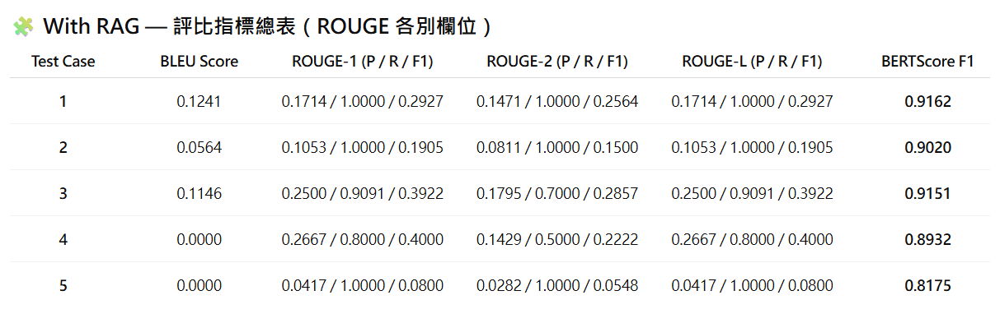 🧩 With RAG — 評比指標總表（ROUGE 各別欄位）
Test Case BLEU Score ROUGE-1 (P / R / F1) ROUGE-2 (P / R / F1) ROUGE-L (P / R / F1) BERTScore F1
1 0.1241 0.1714 / 1.0000 / 0.2927 0.1471 / 1.0000 / 0.2564 0.1714 / 1.0000 / 0.2927 0.9162
2 0.0564 0.1053 / 1.0000 / 0.1905 0.0811 / 1.0000 / 0.1500 0.1053 / 1.0000 / 0.1905 0.9020
3 0.1146 0.2500 / 0.9091 / 0.3922 0.1795 / 0.7000 / 0.2857 0.2500 / 0.9091 / 0.3922 0.9151
4 0.0000 0.2667 / 0.8000 / 0.4000 0.1429 / 0.5000 / 0.2222 0.2667 / 0.8000 / 0.4000 0.8932
5 0.0000 0.0417 / 1.0000 / 0.0800 0.0282 / 1.0000 / 0.0548 0.0417 / 1.0000 / 0.0800 0.8175